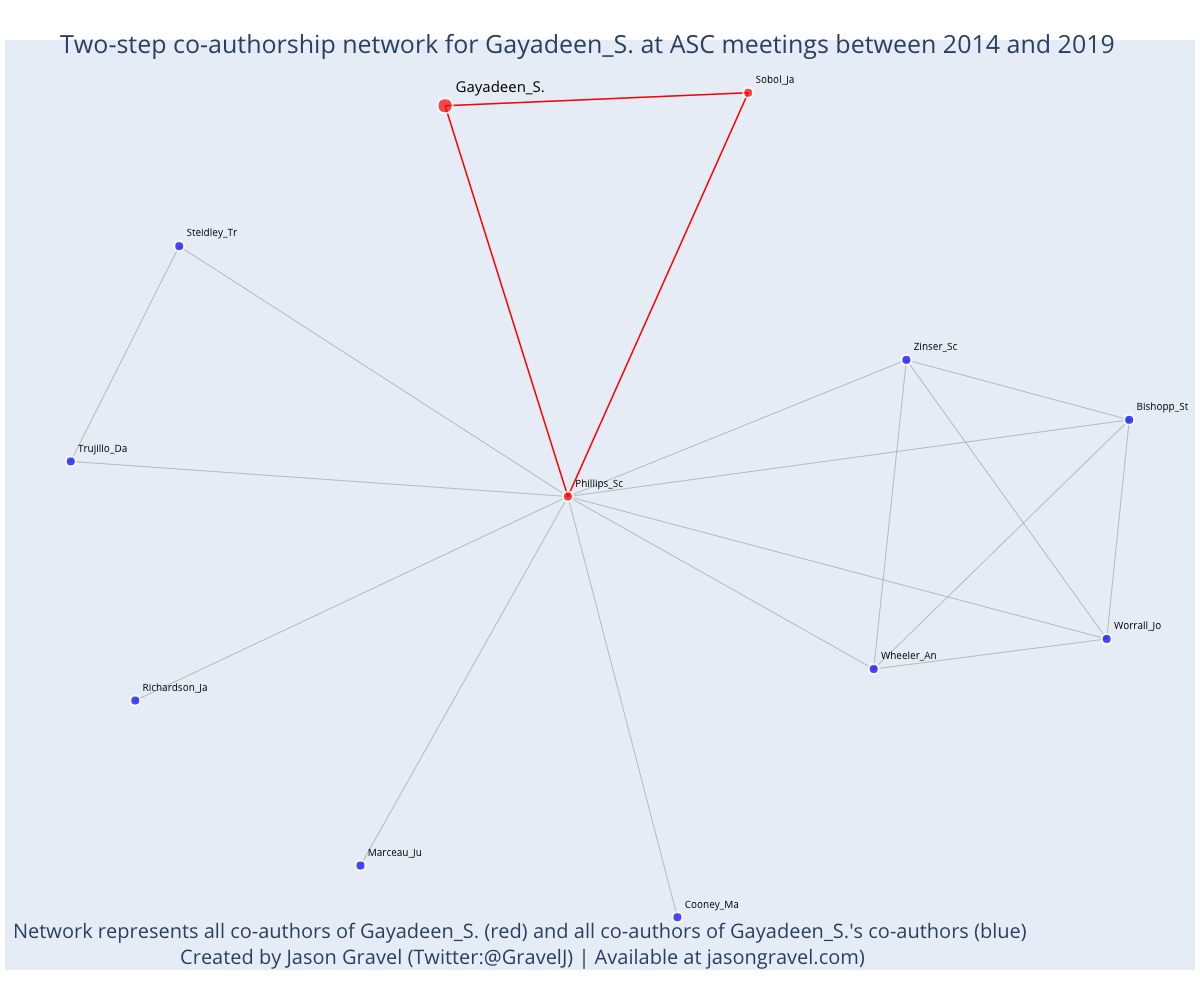 Two-step co-authorship network for Gayadeen_S. at ASC meetings between 2014 and 2019
Sobol_Ja
Gayadeen_S.
Steidley_Tr
Zinser_Sc
Bishopp_St
Trujillo_Da
Phillips_Sc
Worrall_Jo
Wheeler_An
Richardson_Ja
Marceau_Ju
Cooney_Ma
Network represents all co-authors of Gayadeen_S. (red) and all co-authors of Gayadeen_S.'s co-authors (blue)
Created by Jason Gravel (Twitter:@GravelJ) | Available at jasongravel.com)